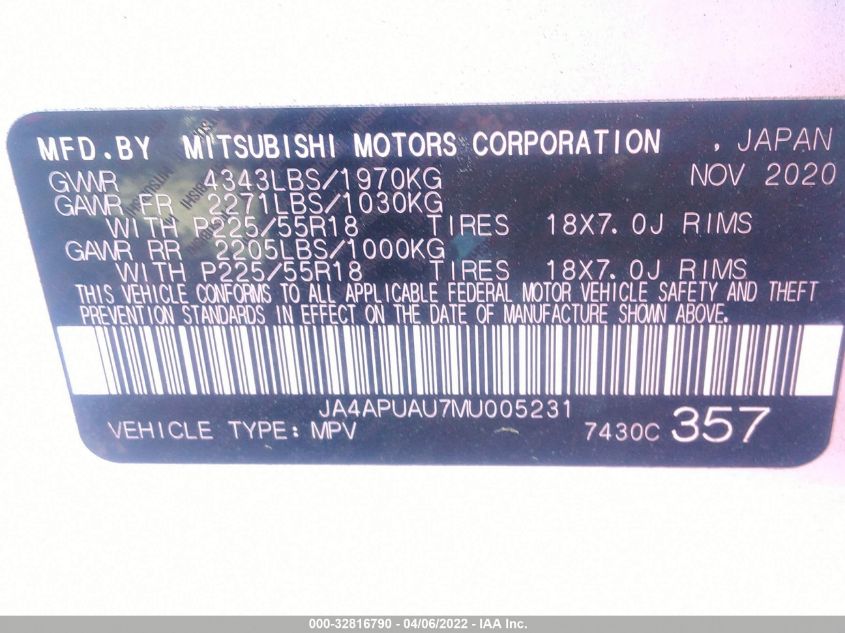 MFD.BY MITSUBISHI MOTORS CORPORATION , JAPAN
GVWR 4343LBS/1970KG NOV 2020
GAWR FR 2271LBS/1030KG
WITH P225/55R18 TIRES 18X7.0J RIMS
GAWR RR 2205LBS/1000KG
WITH P225/55R18 TIRES 18X7.0J RIMS
THIS VEHICLE CONFORMS TO ALL APPLICABLE FEDERAL MOTOR VEHICLE SAFETY AND THEFT
PREVENTION STANDARDS IN EFFECT ON THE DATE OF MANUFACTURE SHOWN ABOVE.
JA4APUAU7MU005231
VEHICLE TYPE: MPV 7430C 357
000-32816790 - 04/06/2022 - IAA Inc.